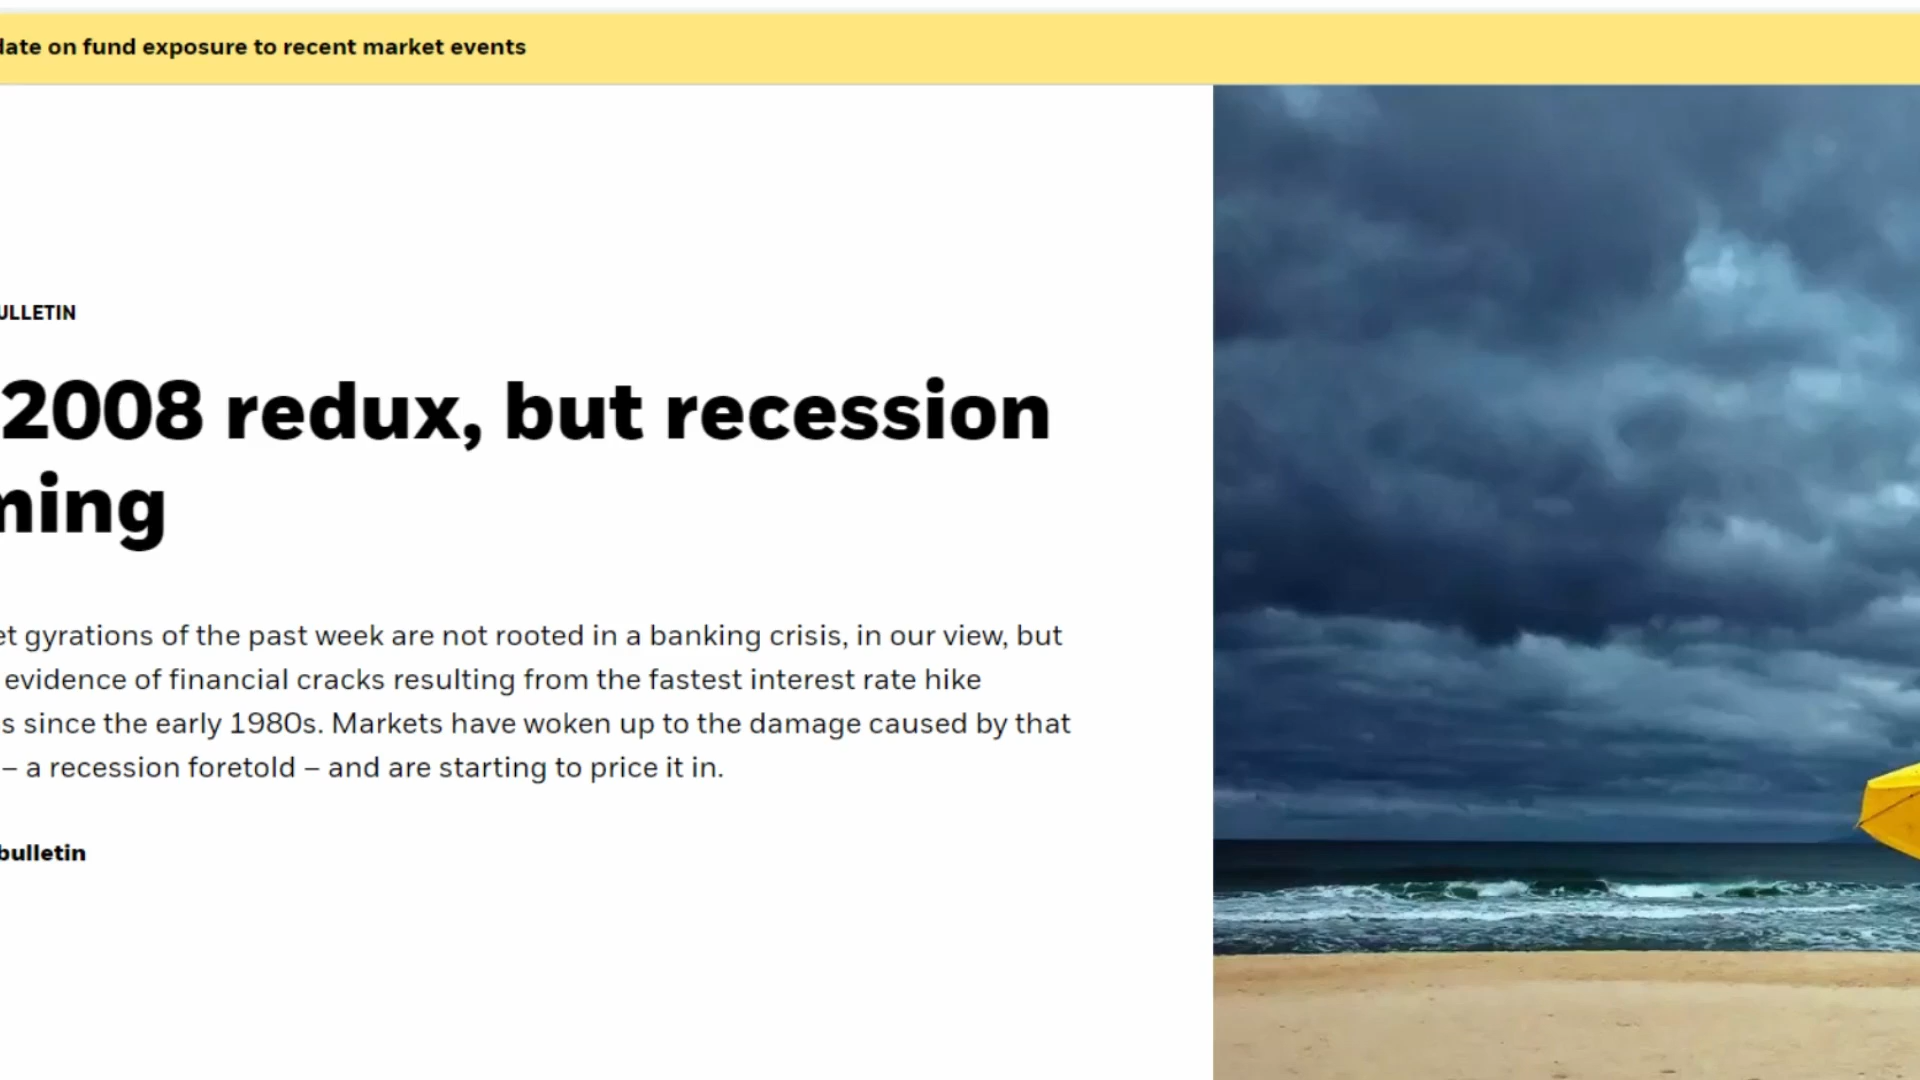 date on fund exposure to recent market events
ULLETIN
2008 redux, but recession
ming
et gyrations of the past week are not rooted in a banking crisis, in our view, but
evidence of financial cracks resulting from the fastest interest rate hike
s since the early 1980s. Markets have woken up to the damage caused by that
– a recession foretold – and are starting to price it in.
bulletin